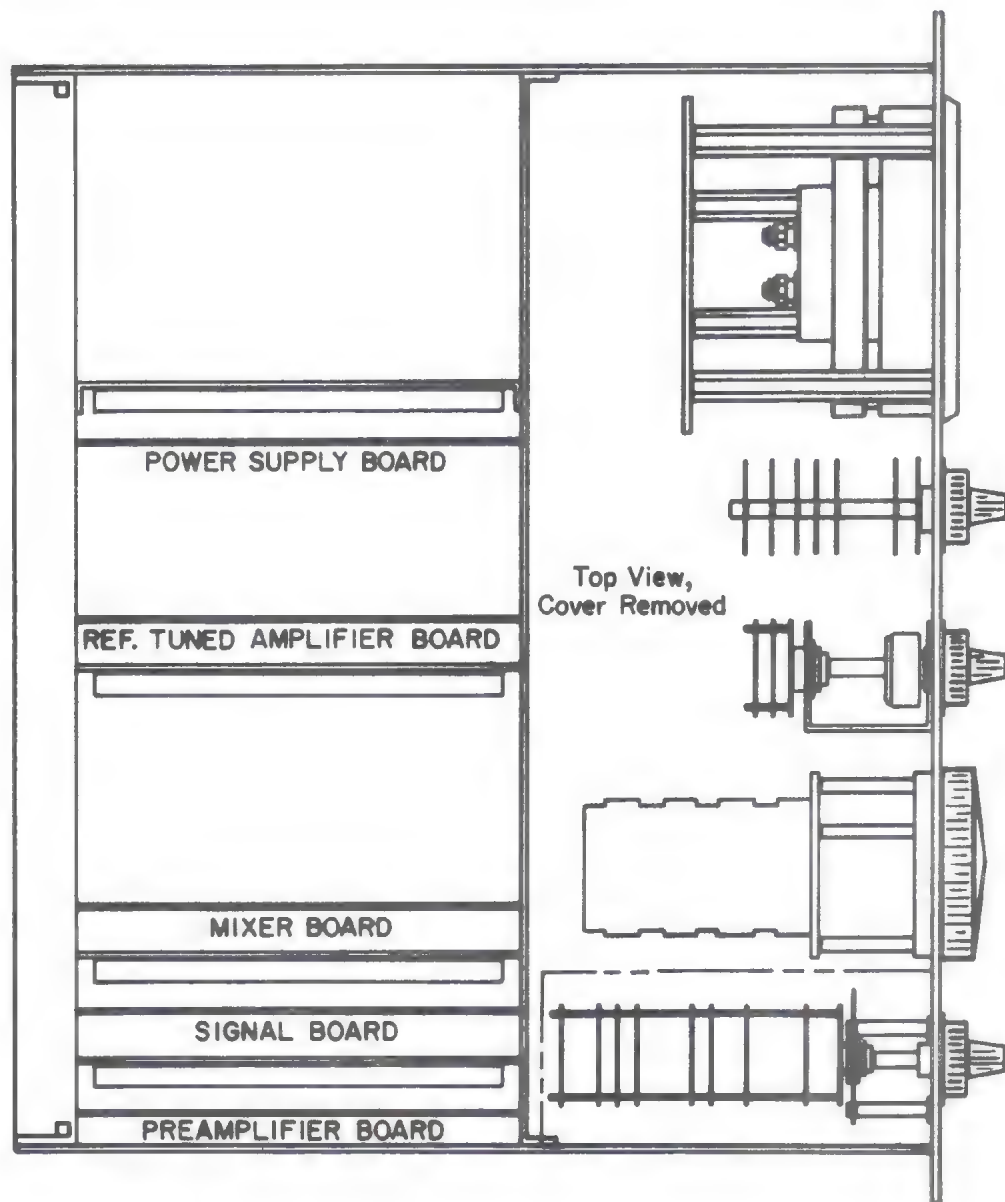 POWER SUPPLY BOARD
Top View,
Cover Removed
REF. TUNED AMPLIFIER BOARD
MIXER BOARD
SIGNAL BOARD
PREAMPLIFIER BOARD